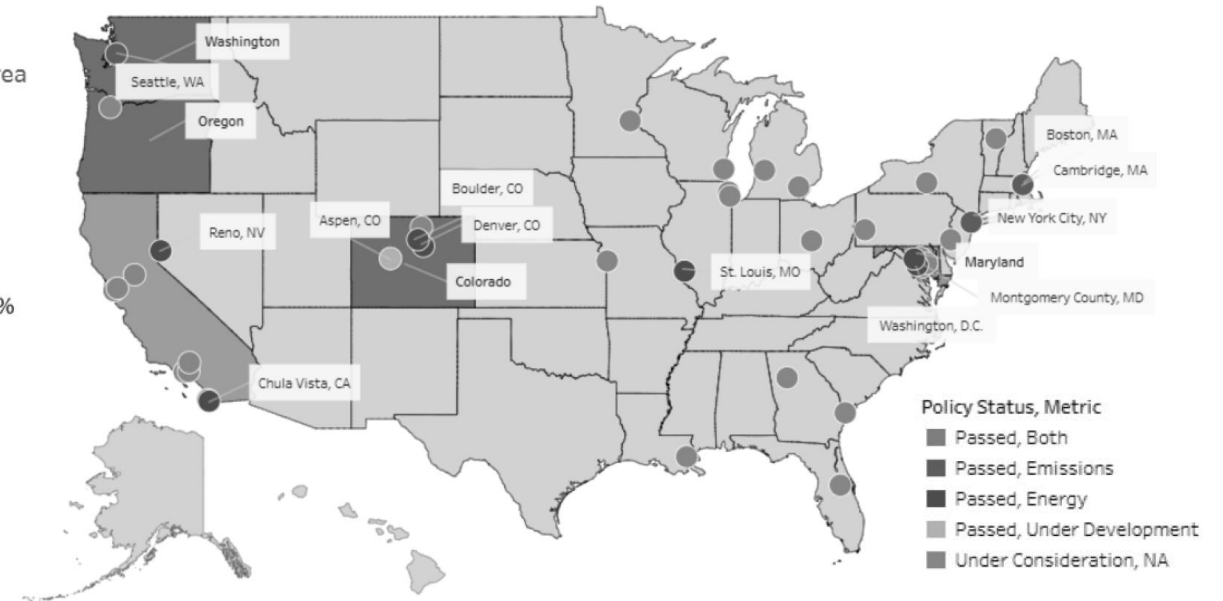 Washington
rea
Seattle, WA
Oregon
Boston, MA
Cambridge, MA
Boulder, CO
Aspen, CO
Denver, CO
New York City, NY
Reno, NV
Maryland
St. Louis, MO
Colorado
Montgomery County, MD
%
Washington, D.C.
Chula Vista, CA
Policy Status, Metric
Passed, Both
Passed, Emissions
Passed, Energy
Passed, Under Development
Under Consideration, NA